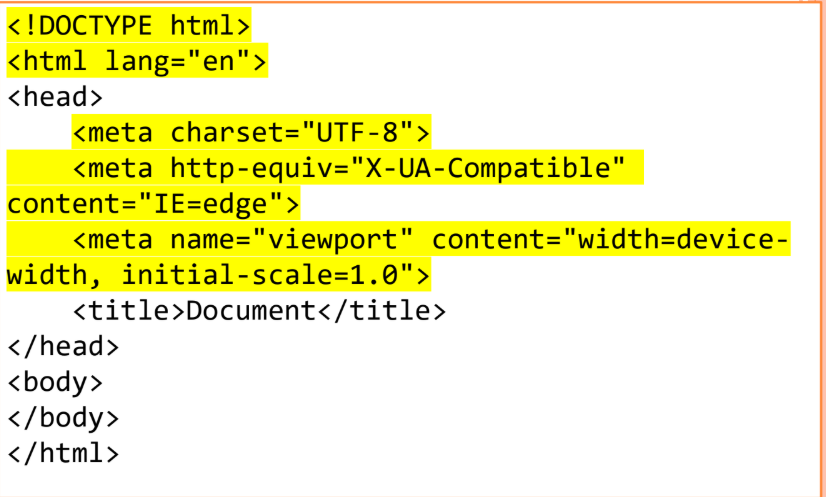 <!DOCTYPE html>
<html lang="en">
<head>
    <meta charset="UTF-8">
    <meta http-equiv="X-UA-Compatible"
content="IE=edge">
    <meta name="viewport" content="width=device-
width, initial-scale=1.0">
    <title>Document</title>
</head>
<body>
</body>
</html>